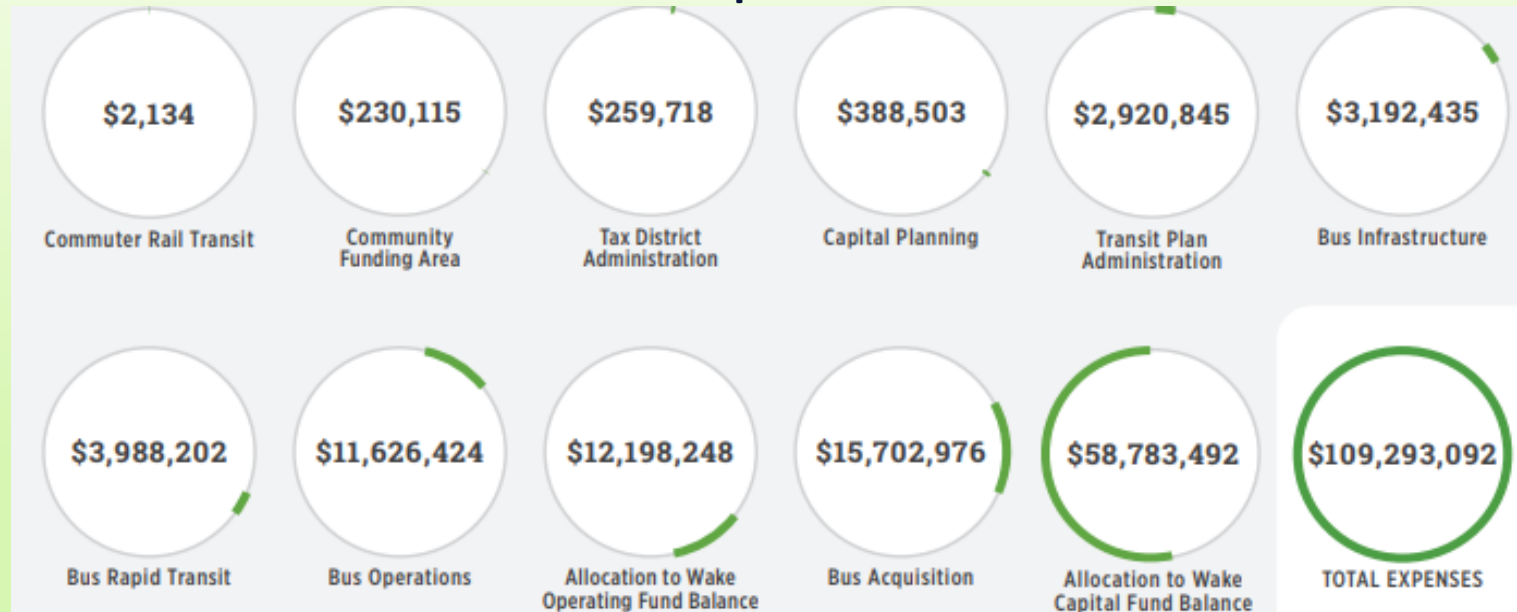 $2,134
Commuter Rail Transit
$230,115
Community
Funding Area
$259,718
Tax District
Administration
$388,503
Capital Planning
$2,920,845
Transit Plan
Administration
$3,192,435
Bus Infrastructure
$3,988,202
Bus Rapid Transit
$11,626,424
Bus Operations
$12,198,248
Allocation to Wake
Operating Fund Balance
$15,702,976
Bus Acquisition
$58,783,492
Allocation to Wake
Capital Fund Balance
$109,293,092
TOTAL EXPENSES